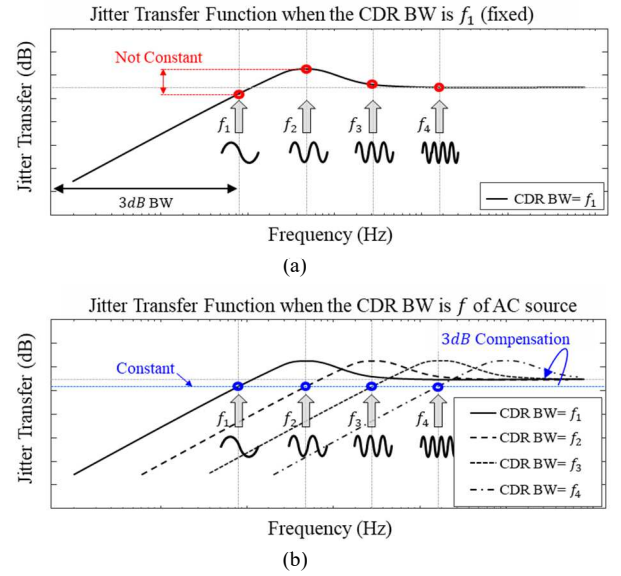 Jitter Transfer Function when the CDR BW is f₁ (fixed)
Jitter Transfer (dB)
Not Constant
f₁
f₂
f₃
f₄
3dB BW
CDR BW= f₁
Frequency (Hz)
(a)
Jitter Transfer Function when the CDR BW is f of AC source
Jitter Transfer (dB)
3dB Compensation
Constant
f₁
f₂
f₃
f₄
CDR BW= f₁
CDR BW= f₂
CDR BW= f₃
CDR BW= f₄
Frequency (Hz)
(b)